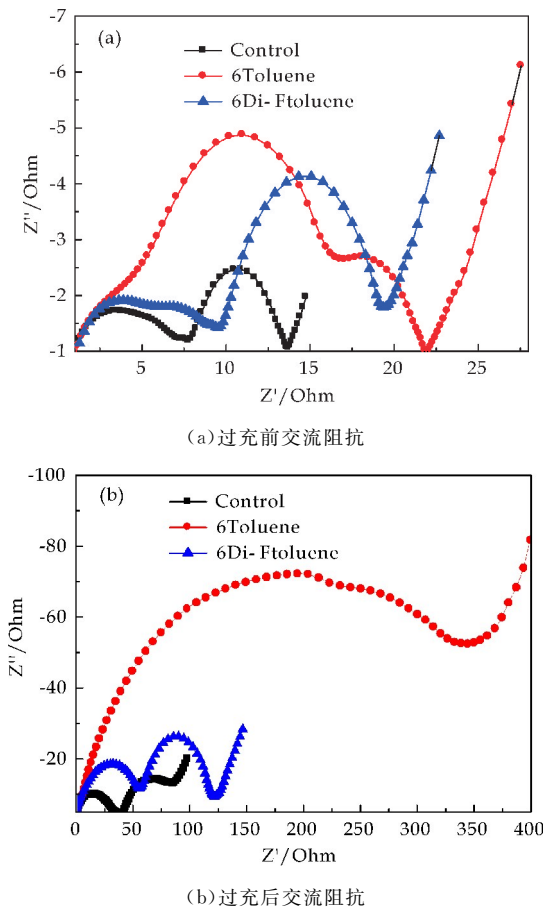 (a)
Control
6Toluene
6Di-Ftoluene
-7
-6
-5
-4
-3
-2
-1
Z''/Ohm
5 10 15 20 25
Z'/Ohm
(a)过充前交流阻抗
(b)
Control
6Toluene
6Di-Ftoluene
-100
-80
-60
-40
-20
Z''/Ohm
0 50 100 150 200 250 300 350 400
Z'/Ohm
(b)过充后交流阻抗